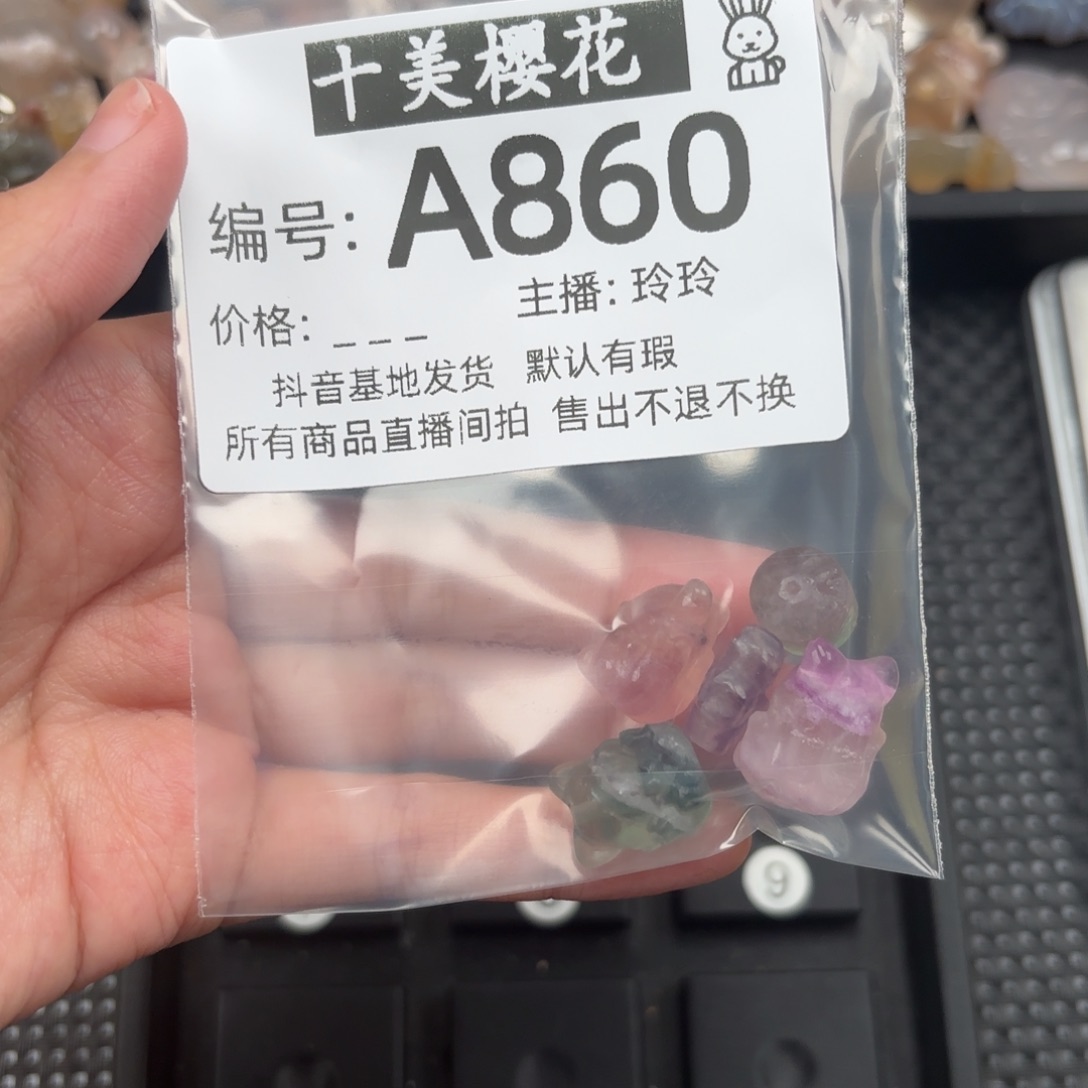 十美樱花
编号: A860
价格: _ _ _ 主播: 玲玲
抖音基地发货 默认有瑕
所有商品直播间拍 售出不退不换
9